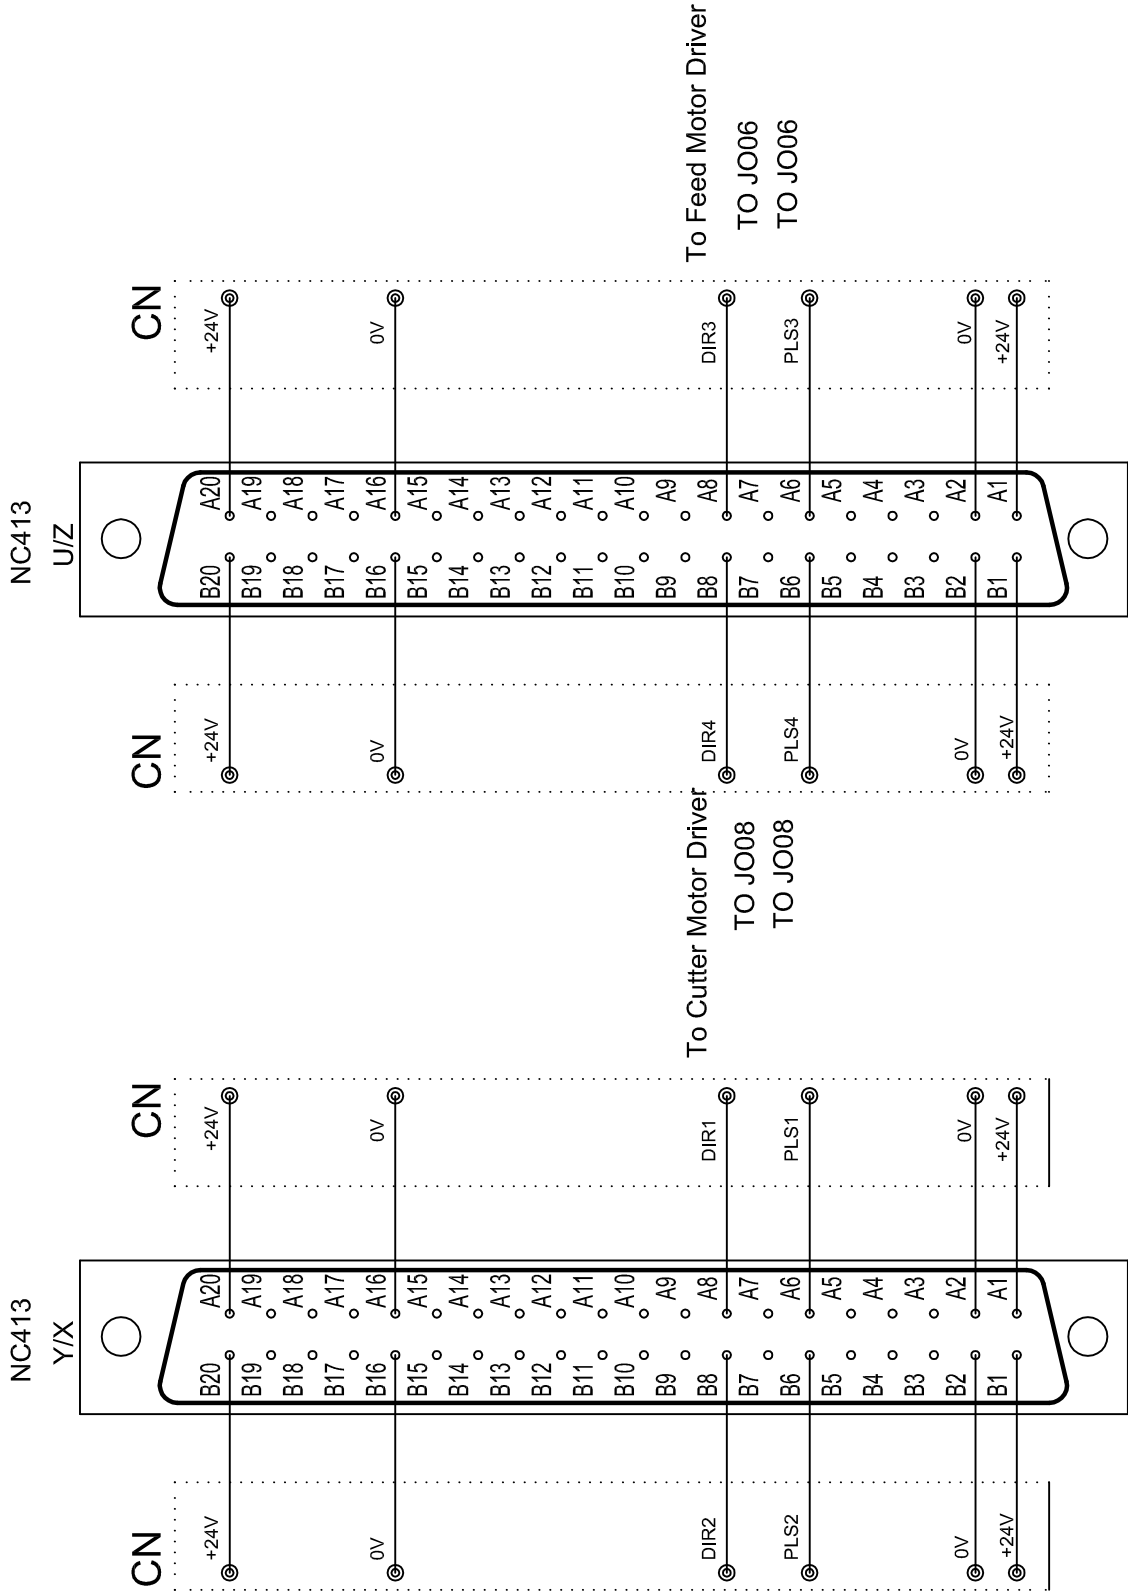 NC413
Y/X
CN
+24V
0V
DIR2
PLS2
0V
+24V
B20
B19
B18
B17
B16
B15
B14
B13
B12
B11
B10
B9
B8
B7
B6
B5
B4
B3
B2
B1
A20
A19
A18
A17
A16
A15
A14
A13
A12
A11
A10
A9
A8
A7
A6
A5
A4
A3
A2
A1
CN
+24V
0V
DIR1
PLS1
0V
+24V
NC413
U/Z
CN
+24V
0V
DIR4
PLS4
0V
+24V
To Cutter Motor Driver
TO JO08
TO JO08
B20
B19
B18
B17
B16
B15
B14
B13
B12
B11
B10
B9
B8
B7
B6
B5
B4
B3
B2
B1
A20
A19
A18
A17
A16
A15
A14
A13
A12
A11
A10
A9
A8
A7
A6
A5
A4
A3
A2
A1
CN
+24V
0V
DIR3
PLS3
0V
+24V
To Feed Motor Driver
TO JO06
TO JO06